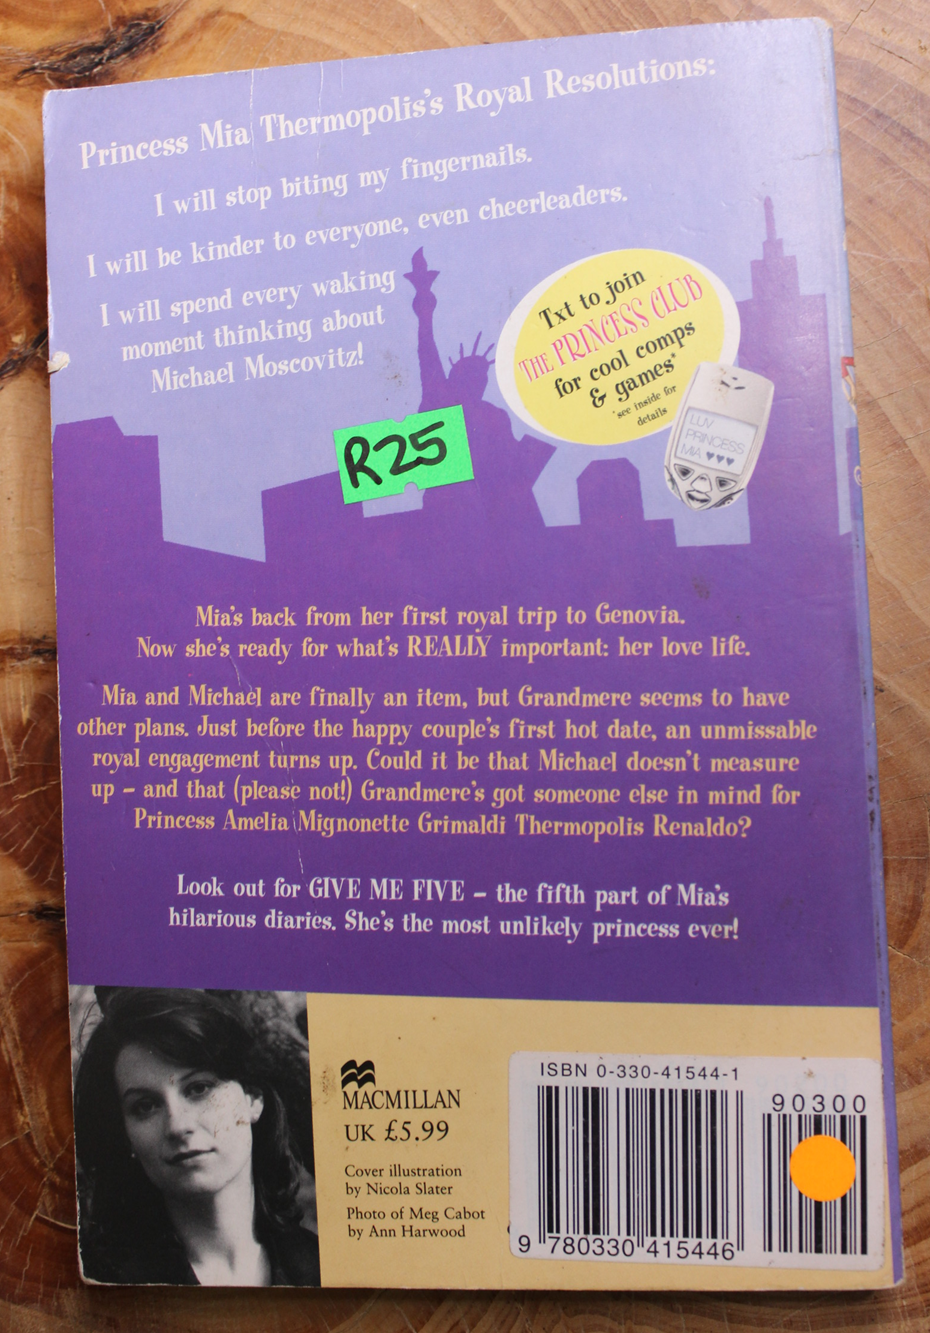 Princess Mia Thermopolis's Royal Resolutions:
I will stop biting my fingernails.
I will be kinder to everyone, even cheerleaders.
I will spend every waking
moment thinking about
Michael Moscovitz!
Txt to join
THE PRINCESS CLUB
for cool comps
& games*
*see inside for
details
LUV
PRINCESS
MIA ♥♥♥
R25
Mia's back from her first royal trip to Genovia.
Now she's ready for what's REALLY important: her love life.
Mia and Michael are finally an item, but Grandmere seems to have
other plans. Just before the happy couple's first hot date, an unmissable
royal engagement turns up. Could it be that Michael doesn't measure
up – and that (please not!) Grandmere's got someone else in mind for
Princess Amelia Mignonette Grimaldi Thermopolis Renaldo?
Look out for GIVE ME FIVE – the fifth part of Mia's
hilarious diaries. She's the most unlikely princess ever!
MACMILLAN
UK £5.99
Cover illustration
by Nicola Slater
Photo of Meg Cabot
by Ann Harwood
ISBN 0-330-41544-1
90300
9 780330 415446